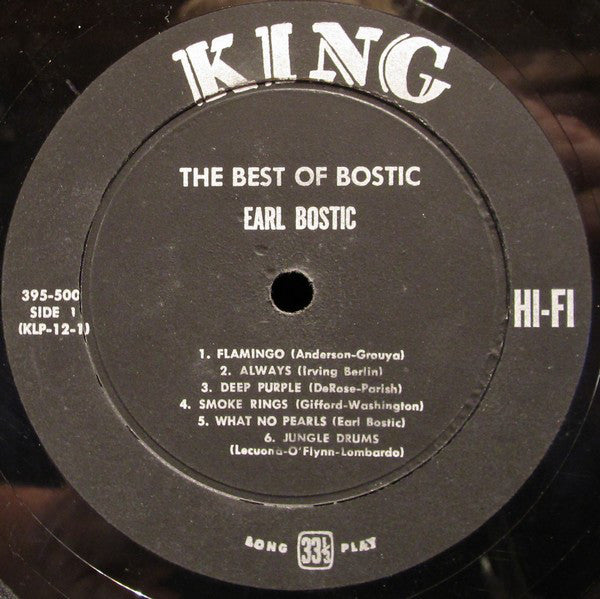 KING
THE BEST OF BOSTIC
EARL BOSTIC
395-500
SIDE 1
(KLP-12-1)
HI-FI
1. FLAMINGO (Anderson-Grouya)
2. ALWAYS (Irving Berlin)
3. DEEP PURPLE (DeRose-Parish)
4. SMOKE RINGS (Gifford-Washington)
5. WHAT NO PEARLS (Earl Bostic)
6. JUNGLE DRUMS
(Lecuona-O'Flynn-Lombardo)
LONG 33⅓ PLAY